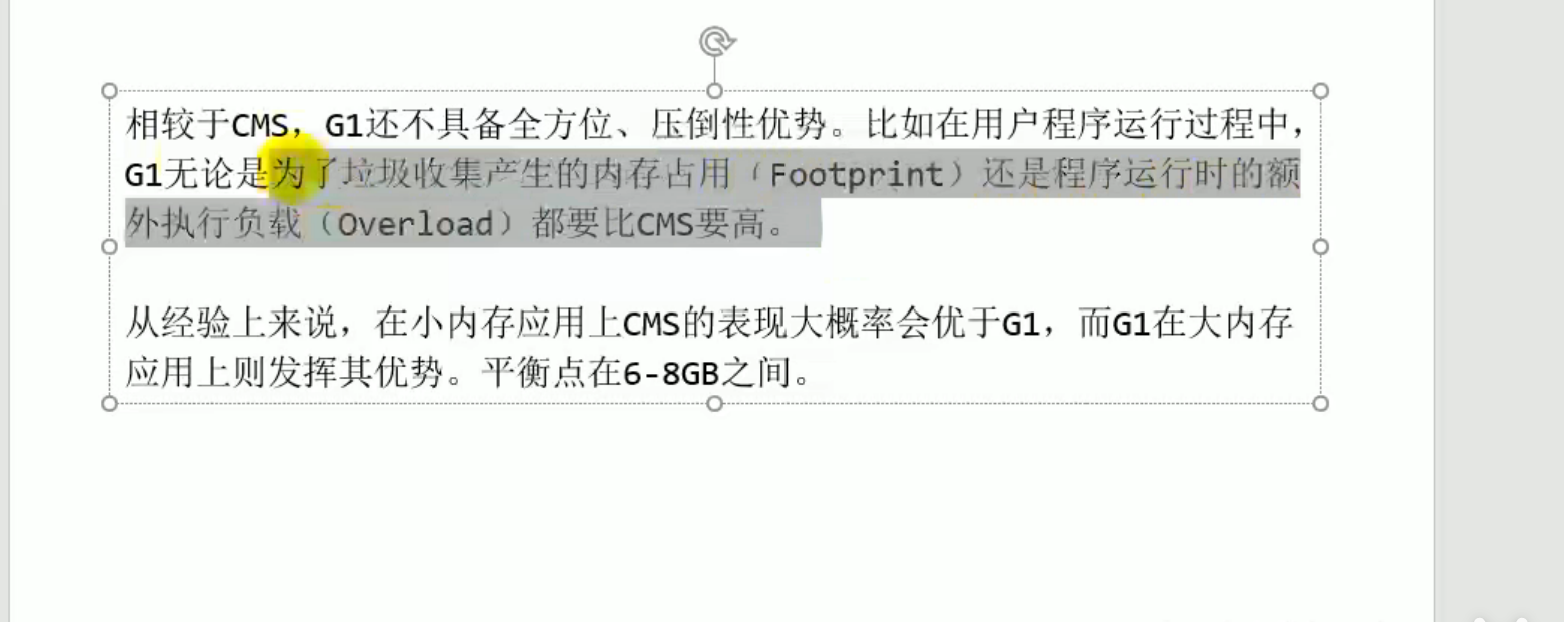 相较于CMS，G1还不具备全方位、压倒性优势。比如在用户程序运行过程中，
G1无论是为了垃圾收集产生的内存占用（Footprint）还是程序运行时的额
外执行负载（Overload）都要比CMS要高。
从经验上来说，在小内存应用上CMS的表现大概率会优于G1，而G1在大内存
应用上则发挥其优势。平衡点在6-8GB之间。